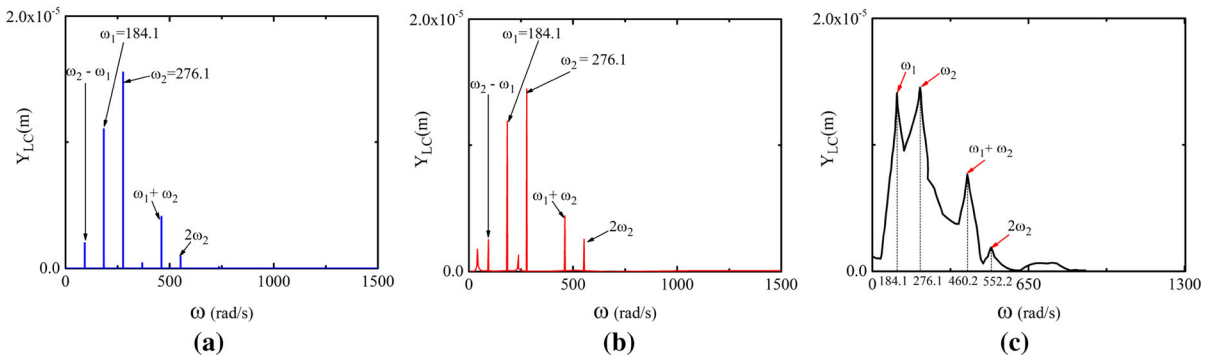 2.0x10⁻⁵
Y_LC(m)
0.0
ω₂ - ω₁
ω₁=184.1
ω₂=276.1
ω₁+ ω₂
2ω₂
0 500 1000 1500
ω (rad/s)
(a)
2.0x10⁻⁵
Y_LC(m)
0.0
ω₂ - ω₁
ω₁=184.1
ω₂= 276.1
ω₁+ ω₂
2ω₂
0 500 1000 1500
ω (rad/s)
(b)
2.0x10⁻⁵
Y_LC(m)
0.0
ω₁
ω₂
ω₁+ ω₂
2ω₂
0 184.1 276.1 460.2 552.2 650 1300
ω (rad/s)
(c)